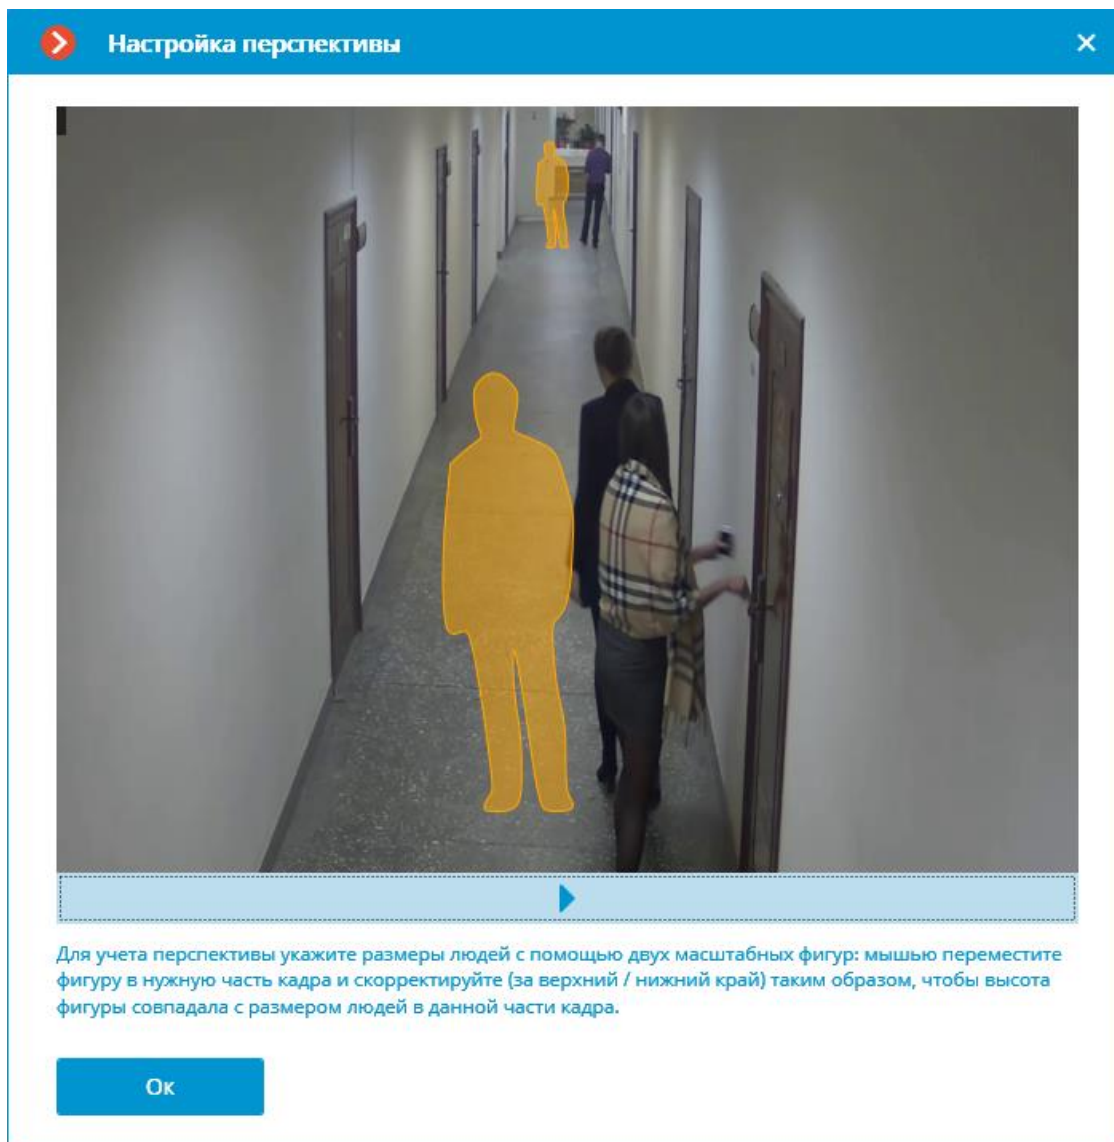 Настройка перспективы
Для учета перспективы укажите размеры людей с помощью двух масштабных фигур: мышью переместите
фигуру в нужную часть кадра и скорректируйте (за верхний / нижний край) таким образом, чтобы высота
фигуры совпадала с размером людей в данной части кадра.
Ок